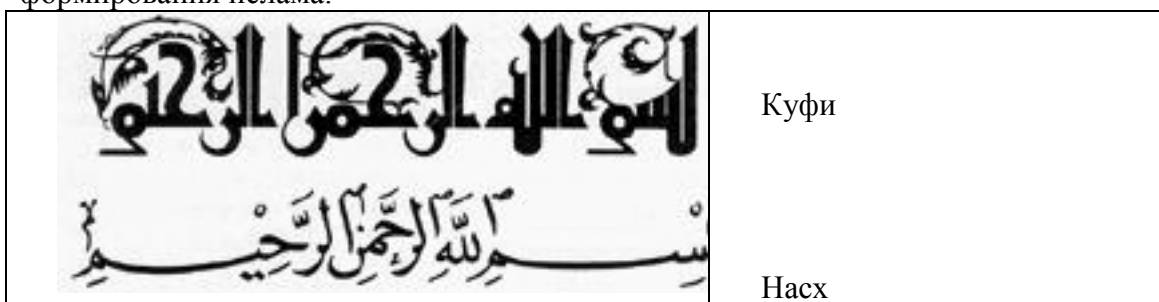 формирования ислама.
بسم الله الرحمن الرحيم
Куфи
بِسْمِ اللَّهِ الرَّحْمَنِ الرَّحِيمِ
Насх